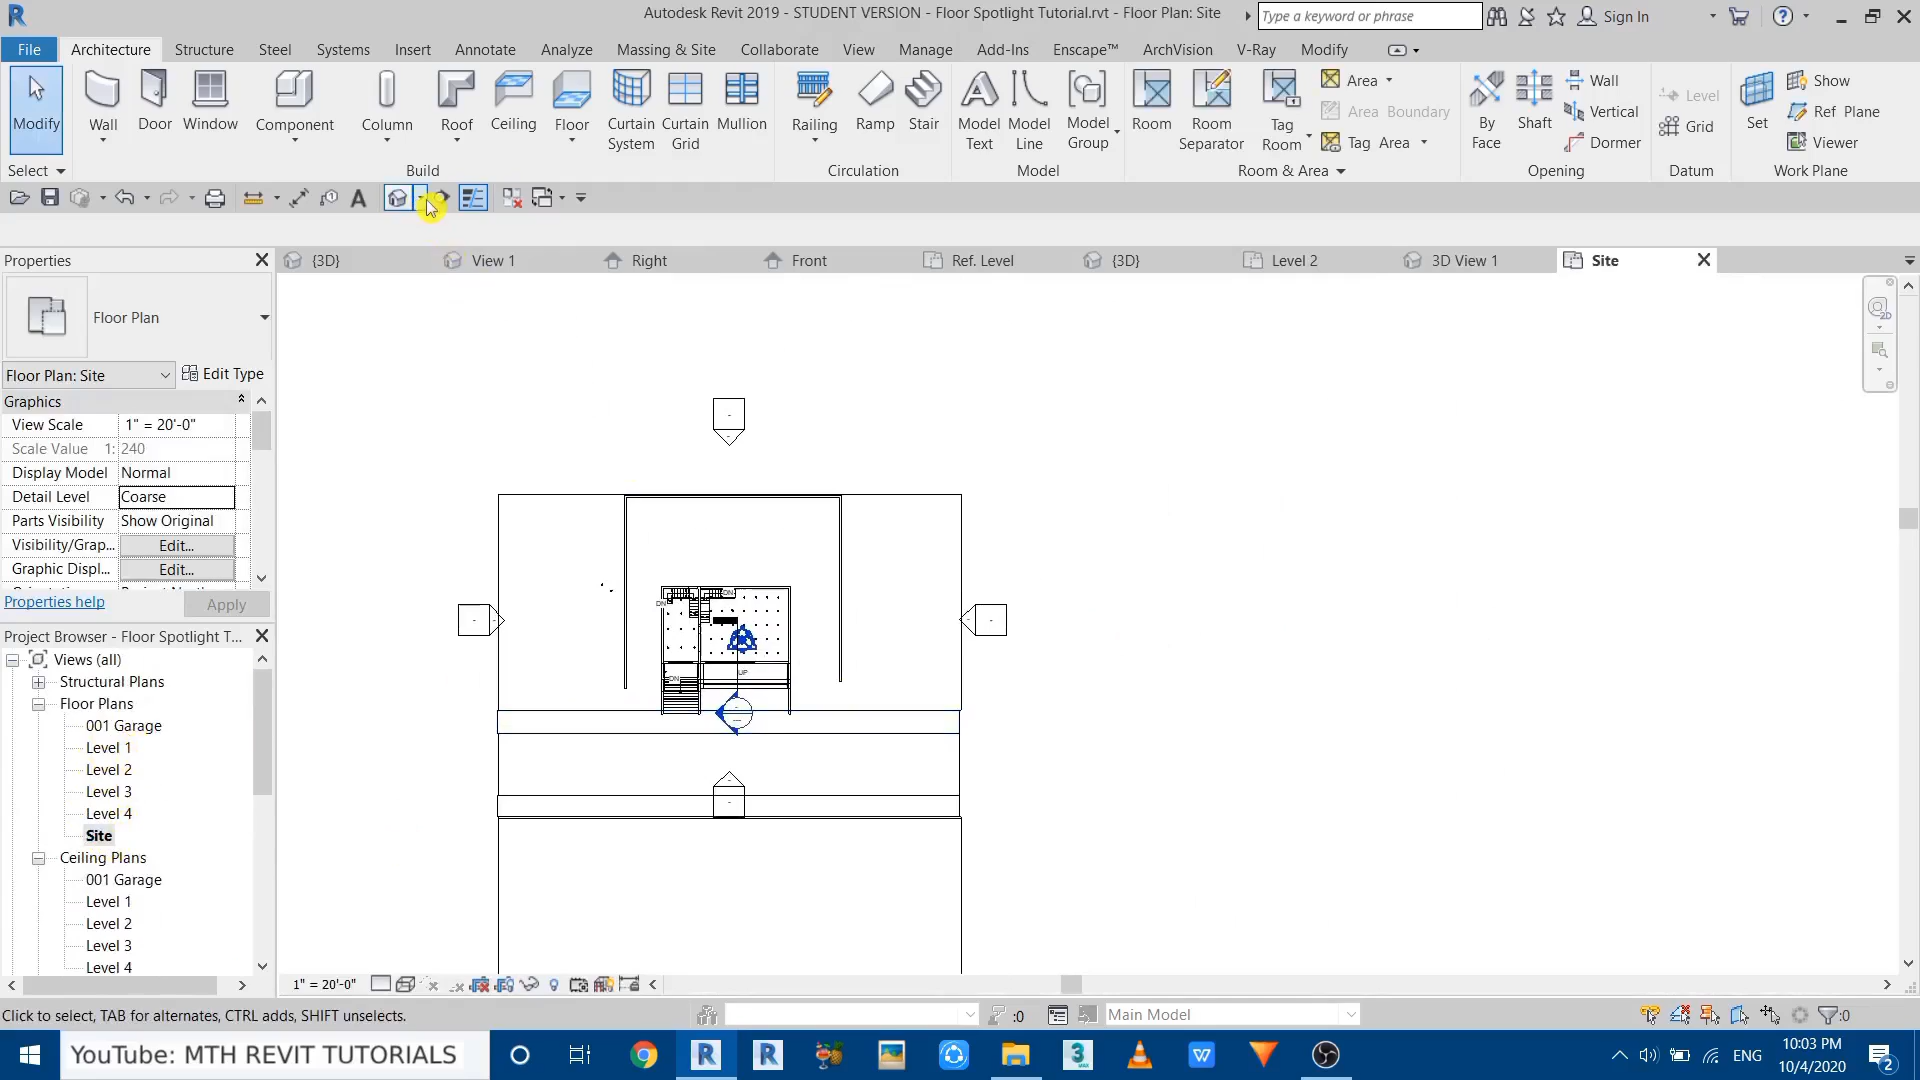 Autodesk Revit 2019 - STUDENT VERSION - Floor Spotlight Tutorial.rvt - Floor Plan: Site
Type a keyword or phrase
Sign In
File Architecture Structure Steel Systems Insert Annotate Analyze Massing & Site Collaborate View Manage Add-Ins Enscape™ ArchVision V-Ray Modify
Modify
Wall
Door
Window
Component
Column
Roof
Ceiling
Floor
Curtain System
Curtain Grid
Mullion
Railing
Ramp
Stair
Model Text
Model Line
Model Group
Room
Room Separator
Tag Room
Area
Area Boundary
Tag Area
By Face
Shaft
Wall
Vertical
Dormer
Level
Grid
Set
Show
Ref Plane
Viewer
Select Build Circulation Model Room & Area Opening Datum Work Plane
Properties
{3D} View 1 Right Front Ref. Level {3D} Level 2 3D View 1 Site
Floor Plan
Floor Plan: Site Edit Type
Graphics
View Scale 1" = 20'-0"
Scale Value 1: 240
Display Model Normal
Detail Level Coarse
Parts Visibility Show Original
Visibility/Grap... Edit...
Graphic Displ... Edit...
Properties help Apply
Project Browser - Floor Spotlight T...
Views (all)
Structural Plans
Floor Plans
001 Garage
Level 1
Level 2
Level 3
Level 4
Site
Ceiling Plans
001 Garage
Level 1
Level 2
Level 3
Level 4
DN
DN
UP
DN
2D
1" = 20'-0"
Click to select, TAB for alternates, CTRL adds, SHIFT unselects.
:0
Main Model
:0
YouTube: MTH REVIT TUTORIALS
ENG
10:03 PM
10/4/2020
2